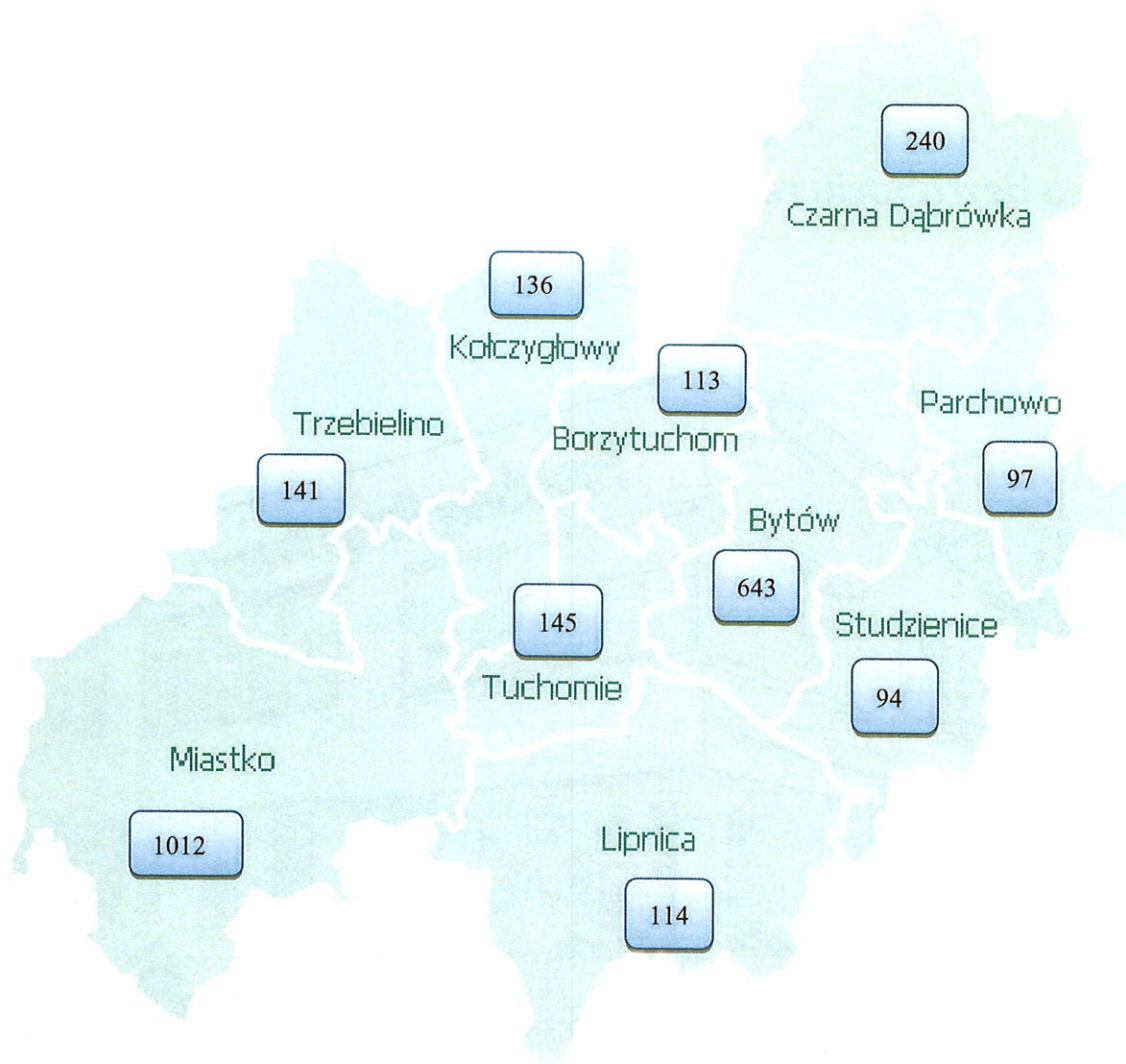 240
Czarna Dąbrówka
136
Kołczygłowy
113
Borzytuchom
Parchowo
97
Trzebielino
141
Bytów
643
145
Tuchomie
Studzienice
94
Miastko
1012
Lipnica
114